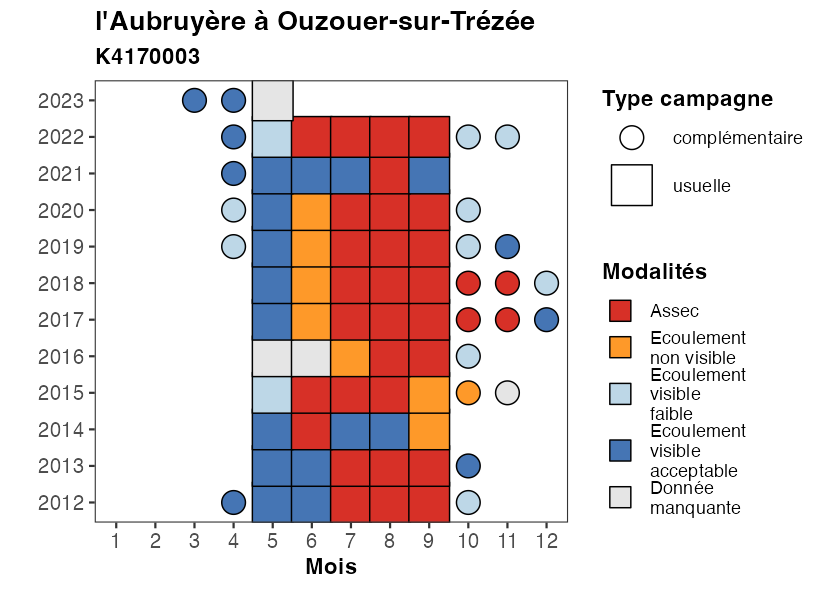 l'Aubruyère à Ouzouer-sur-Trézée
K4170003
2023
2022
2021
2020
2019
2018
2017
2016
2015
2014
2013
2012
1 2 3 4 5 6 7 8 9 10 11 12
Mois
Type campagne
complémentaire
usuelle
Modalités
Assec
Ecoulement
non visible
Ecoulement
visible
faible
Ecoulement
visible
acceptable
Donnée
manquante